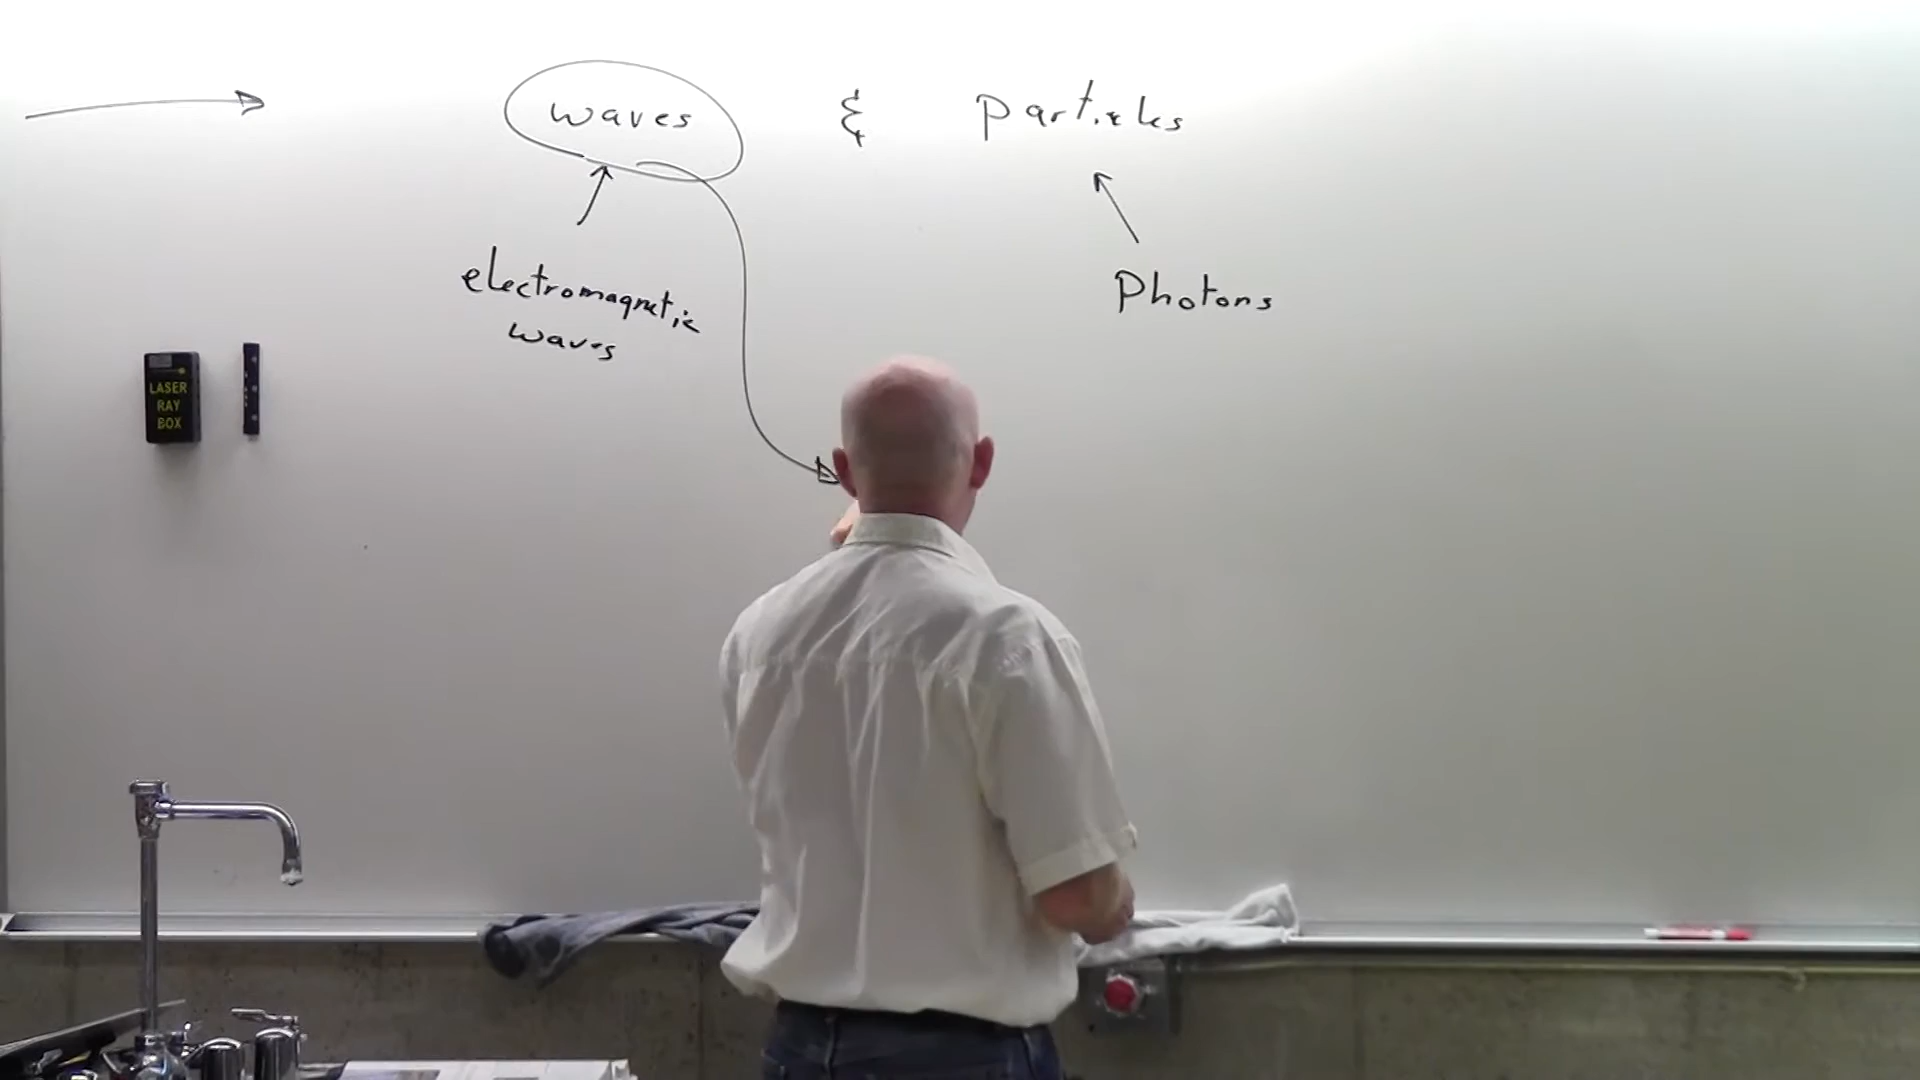 waves & particles
electromagnetic
waves
Photons
LASER
RAY
BOX